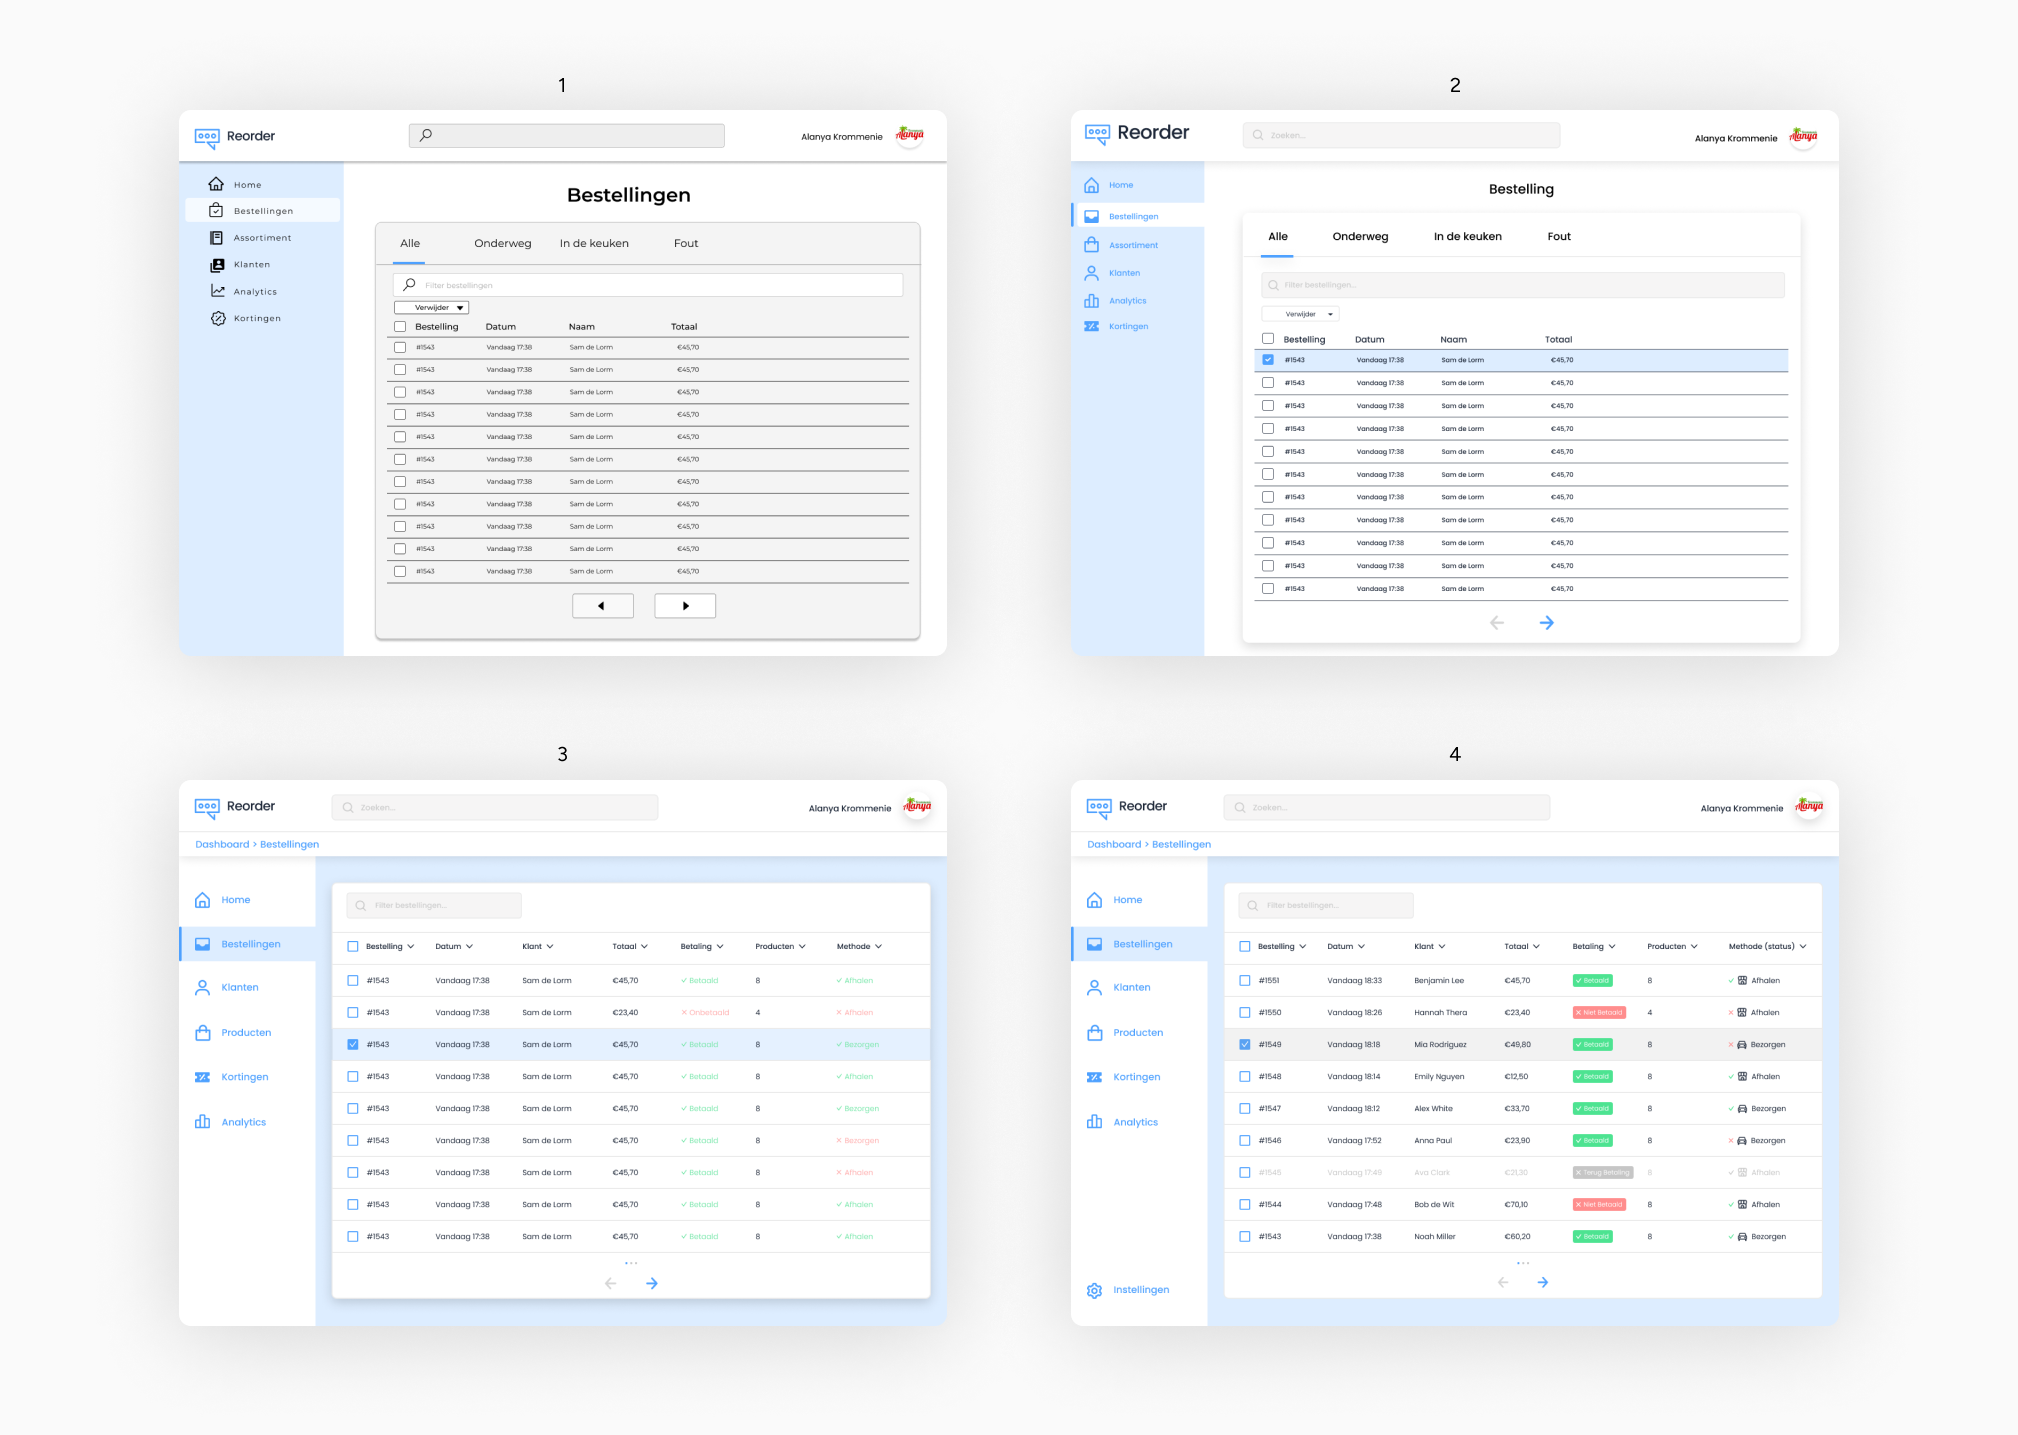 1
Reorder
Alanya Krommenie
Alanya
Home
Bestellingen
Assortiment
Klanten
Analytics
Kortingen
Bestellingen
Alle Onderweg In de keuken Fout
Filter bestellingen
Verwijder
Bestelling Datum Naam Totaal
#1543 Vandaag 17:38 Sam de Lorm €45,70
#1543 Vandaag 17:38 Sam de Lorm €45,70
#1543 Vandaag 17:38 Sam de Lorm €45,70
#1543 Vandaag 17:38 Sam de Lorm €45,70
#1543 Vandaag 17:38 Sam de Lorm €45,70
#1543 Vandaag 17:38 Sam de Lorm €45,70
#1543 Vandaag 17:38 Sam de Lorm €45,70
#1543 Vandaag 17:38 Sam de Lorm €45,70
#1543 Vandaag 17:38 Sam de Lorm €45,70
#1543 Vandaag 17:38 Sam de Lorm €45,70
#1543 Vandaag 17:38 Sam de Lorm €45,70
2
Reorder
Zoeken...
Alanya Krommenie
Alanya
Home
Bestellingen
Assortiment
Klanten
Analytics
Kortingen
Bestelling
Alle Onderweg In de keuken Fout
Filter bestellingen...
Verwijder
Bestelling Datum Naam Totaal
#1543 Vandaag 17:38 Sam de Lorm €45,70
#1543 Vandaag 17:38 Sam de Lorm €45,70
#1543 Vandaag 17:38 Sam de Lorm €45,70
#1543 Vandaag 17:38 Sam de Lorm €45,70
#1543 Vandaag 17:38 Sam de Lorm €45,70
#1543 Vandaag 17:38 Sam de Lorm €45,70
#1543 Vandaag 17:38 Sam de Lorm €45,70
#1543 Vandaag 17:38 Sam de Lorm €45,70
#1543 Vandaag 17:38 Sam de Lorm €45,70
#1543 Vandaag 17:38 Sam de Lorm €45,70
#1543 Vandaag 17:38 Sam de Lorm €45,70
3
Reorder
Zoeken...
Alanya Krommenie
Alanya
Dashboard > Bestellingen
Home
Bestellingen
Klanten
Producten
Kortingen
Analytics
Filter bestellingen...
Bestelling Datum Klant Totaal Betaling Producten Methode
#1543 Vandaag 17:38 Sam de Lorm €45,70 Betaald 8 Afhalen
#1543 Vandaag 17:38 Sam de Lorm €23,40 Onbetaald 4 Afhalen
#1543 Vandaag 17:38 Sam de Lorm €45,70 Betaald 8 Bezorgen
#1543 Vandaag 17:38 Sam de Lorm €45,70 Betaald 8 Afhalen
#1543 Vandaag 17:38 Sam de Lorm €45,70 Betaald 8 Bezorgen
#1543 Vandaag 17:38 Sam de Lorm €45,70 Betaald 8 Bezorgen
#1543 Vandaag 17:38 Sam de Lorm €45,70 Betaald 8 Afhalen
#1543 Vandaag 17:38 Sam de Lorm €45,70 Betaald 8 Afhalen
#1543 Vandaag 17:38 Sam de Lorm €45,70 Betaald 8 Afhalen
4
Reorder
Zoeken...
Alanya Krommenie
Alanya
Dashboard > Bestellingen
Home
Bestellingen
Klanten
Producten
Kortingen
Analytics
Instellingen
Filter bestellingen...
Bestelling Datum Klant Totaal Betaling Producten Methode (status)
#1551 Vandaag 18:33 Benjamin Lee €45,70 Betaald 8 Afhalen
#1550 Vandaag 18:26 Hannah Thera €23,40 Niet Betaald 4 Afhalen
#1549 Vandaag 18:18 Mia Rodriguez €49,80 Betaald 8 Bezorgen
#1548 Vandaag 18:14 Emily Nguyen €12,50 Betaald 8 Afhalen
#1547 Vandaag 18:12 Alex White €33,70 Betaald 8 Bezorgen
#1546 Vandaag 17:52 Anna Paul €23,90 Betaald 8 Bezorgen
#1545 Vandaag 17:49 Ava Clark €21,30 Terug Betaling 8 Afhalen
#1544 Vandaag 17:48 Bob de Wit €70,10 Niet Betaald 8 Afhalen
#1543 Vandaag 17:38 Noah Miller €60,20 Betaald 8 Bezorgen